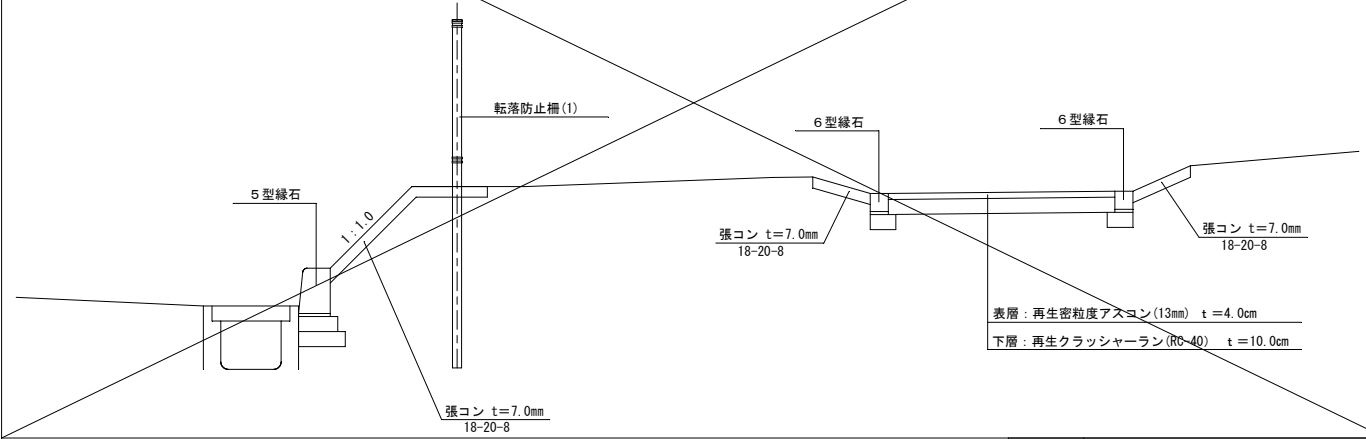 転落防止柵(1)
6型縁石
6型縁石
5型縁石
1:1.0
張コン t=7.0mm
18-20-8
張コン t=7.0mm
18-20-8
表層：再生密粒度アスコン(13mm) t=4.0cm
下層：再生クラッシャーラン(RC-40) t=10.0cm
張コン t=7.0mm
18-20-8